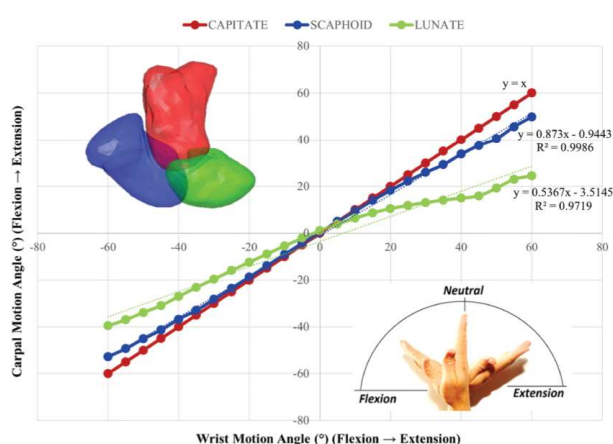 CAPITATE SCAPHOID LUNATE
80
60
40
20
0
-20
-40
-60
-80
-80 -60 -40 -20 0 20 40 60 80
y = x
y = 0.873x - 0.9443
R² = 0.9986
y = 0.5367x - 3.5145
R² = 0.9719
Neutral
Flexion
Extension
Carpal Motion Angle (°) (Flexion → Extension)
Wrist Motion Angle (°) (Flexion → Extension)